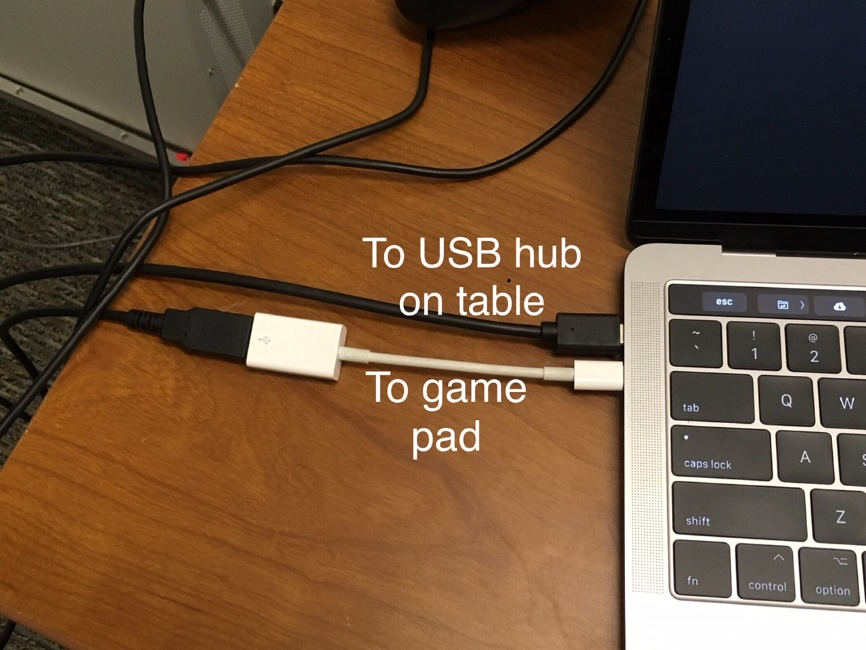 To USB hub
on table
To game
pad
esc
~
`
!
1
@
2
tab
Q
W
caps lock
A
S
shift
Z
fn
control
option